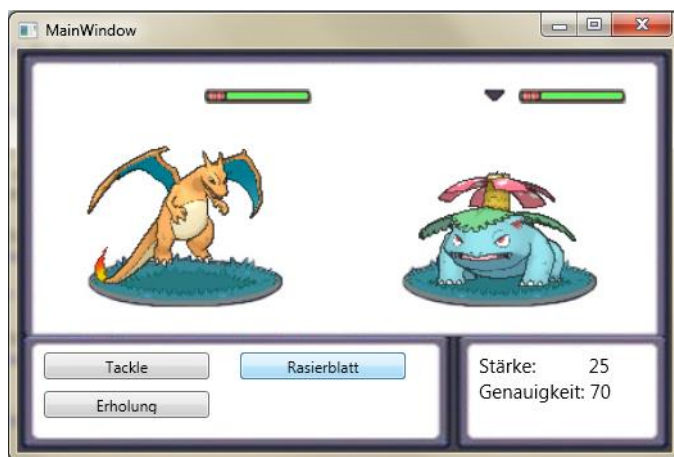 MainWindow
Tackle
Rasierblatt
Erholung
Stärke: 25
Genauigkeit: 70